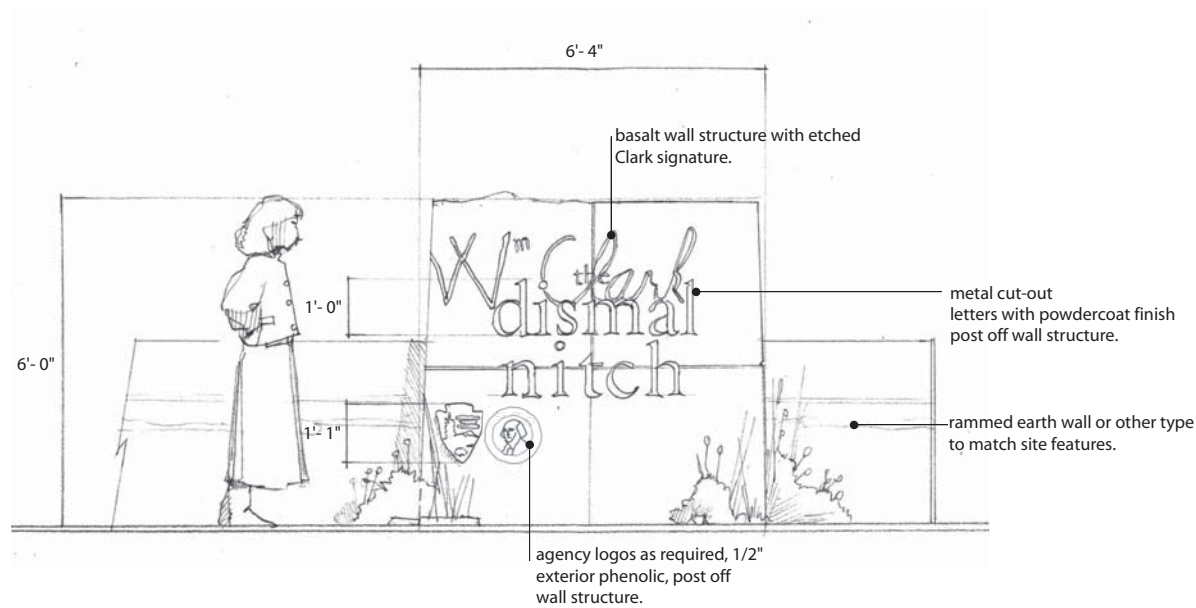 6'- 4"
basalt wall structure with etched
Clark signature.
Wm Clark
the
dismal
nitch
1'- 0"
metal cut-out
letters with powdercoat finish
post off wall structure.
6'- 0"
1'- 1"
rammed earth wall or other type
to match site features.
agency logos as required, 1/2"
exterior phenolic, post off
wall structure.